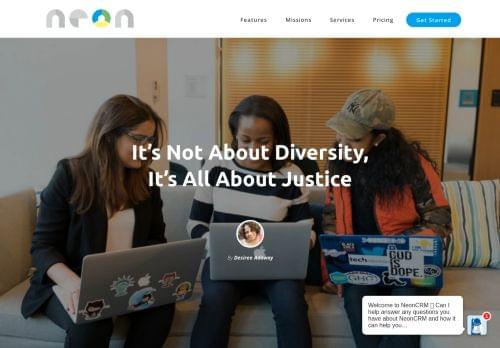 neon
Features Missions Services Pricing Get Started
It's Not About Diversity,
It's All About Justice
By Desiree Adaway
tech
GOD
IS
DOPE.
GHO
Welcome to NeonCRM 👋 Can I
help answer any questions you
have about NeonCRM and how it
can help you...
1